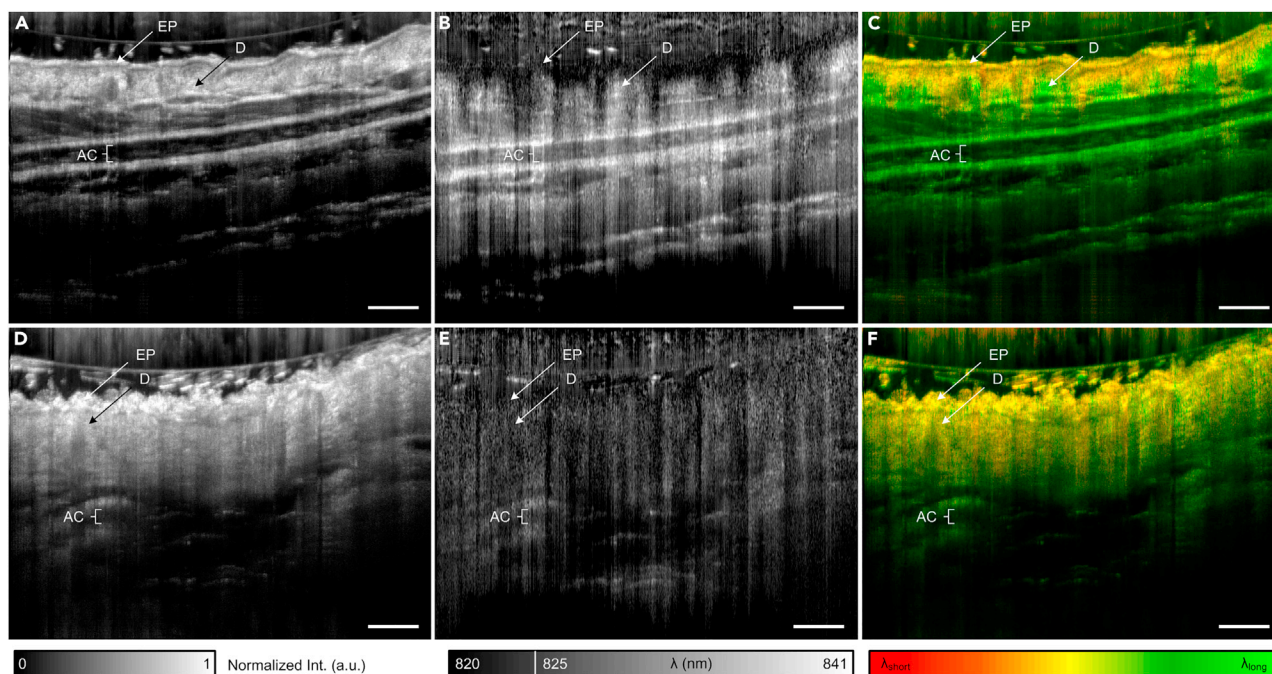 A
EP
D
AC
B
EP
D
AC
C
EP
D
AC
D
EP
D
AC
E
EP
D
AC
F
EP
D
AC
0 1 Normalized Int. (a.u.)
820 825 λ (nm) 841
λshort λlong